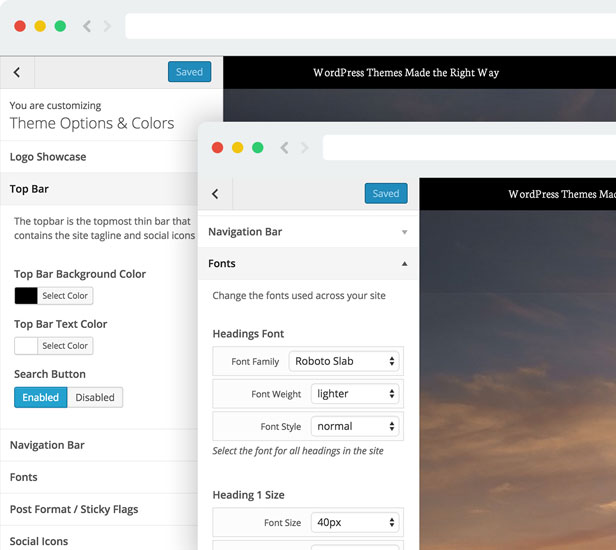 Saved
WordPress Themes Made the Right Way
You are customizing
Theme Options & Colors
Logo Showcase
Top Bar
The topbar is the topmost thin bar that
contains the site tagline and social icons
Top Bar Background Color
Select Color
Top Bar Text Color
Select Color
Search Button
Enabled Disabled
Navigation Bar
Fonts
Post Format / Sticky Flags
Social Icons
Saved
WordPress Themes
Navigation Bar
Fonts
Change the fonts used across your site
Headings Font
Font Family Roboto Slab
Font Weight lighter
Font Style normal
Select the font for all headings in the site
Heading 1 Size
Font Size 40px